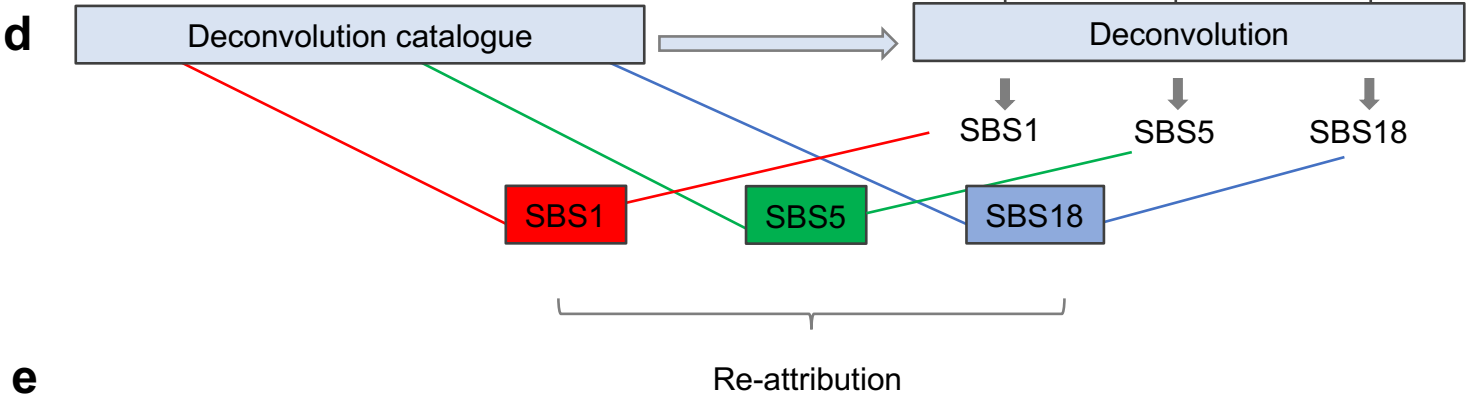 d
Deconvolution catalogue
Deconvolution
SBS1 SBS5 SBS18
SBS1 SBS5 SBS18
Re-attribution
e